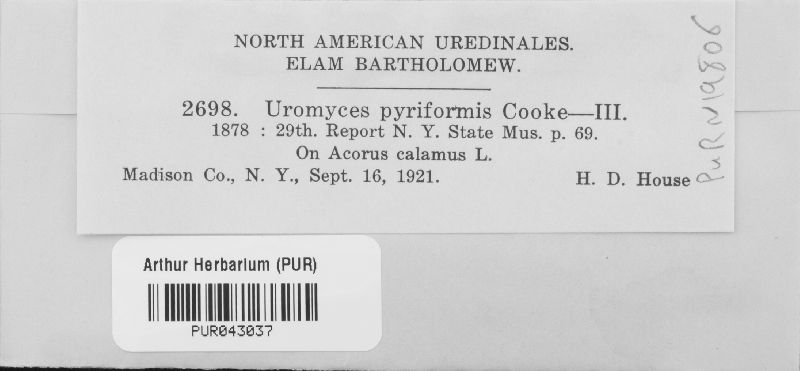 NORTH AMERICAN UREDINALES.
ELAM BARTHOLOMEW.
2698. Uromyces pyriformis Cooke—III.
1878 : 29th. Report N. Y. State Mus. p. 69.
On Acorus calamus L.
Madison Co., N. Y., Sept. 16, 1921. H. D. House
PUR N19806
Arthur Herbarium (PUR)
PUR043037